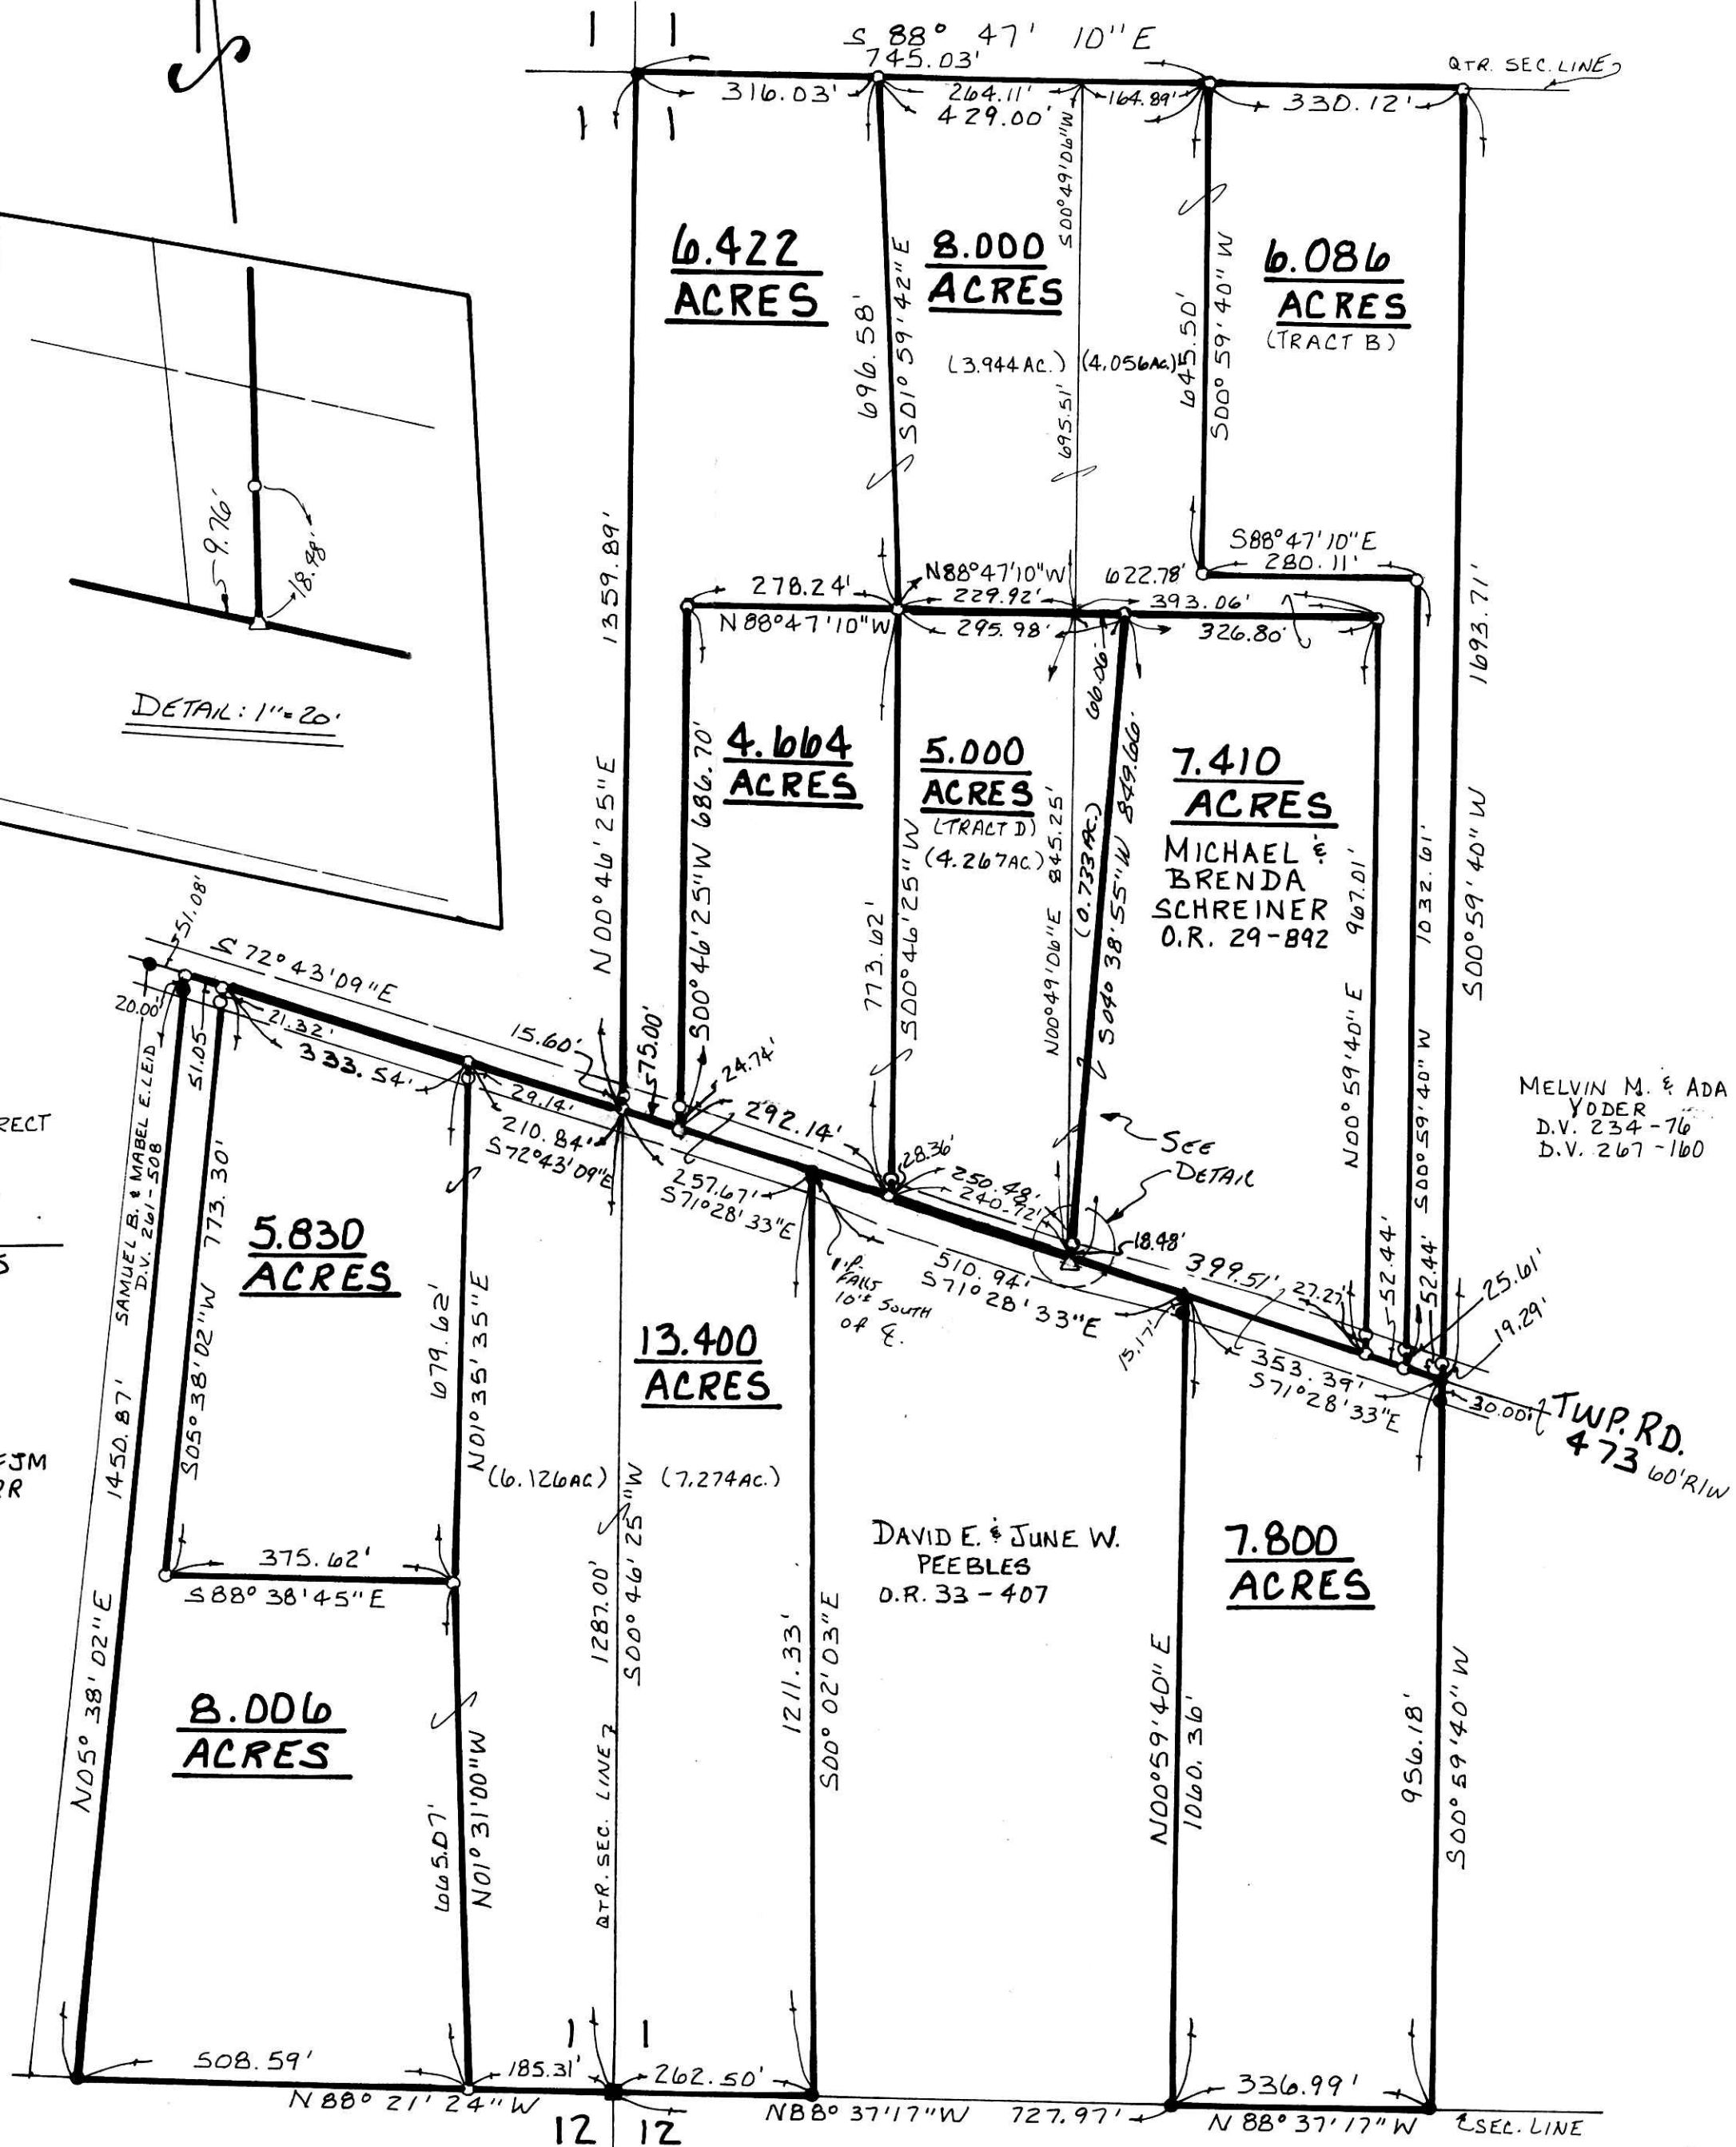 1 1
1 1
S 88° 47' 10" E
745.03'
QTR. SEC. LINE
316.03'
264.11'
164.89'
429.00'
330.12'
S00°49'06"W
6.422
ACRES
8.000
ACRES
6.086
ACRES
(TRACT B)
(3.944 AC.)
(4.056 AC.)
696.58'
S01°59'42"E
695.51'
645.50'
S00°59'40"W
1359.89'
N00°46'25"E
S88°47'10"E
280.11'
1693.71'
S00°59'40"W
9.76'
18.48'
DETAIL: 1"=20'
278.24'
N88°47'10"W
N88°47'10"W
229.92'
622.78'
393.06'
295.98'
326.80'
66.06'
4.664
ACRES
S00°46'25"W 686.70'
5.000
ACRES
(TRACT D)
(4.267 AC.)
773.62'
S00°46'25"W
N00°49'06"E 845.25'
(0.733 AC.)
S04°38'55"W 849.66'
7.410
ACRES
MICHAEL &
BRENDA
SCHREINER
O.R. 29-892
N00°59'40"E 967.01'
S00°59'40"W 1032.61'
MELVIN M. & ADA
YODER
D.V. 234-76
D.V. 267-160
51.08'
S 72°43'09"E
20.00'
51.05'
21.32'
333.54'
29.14'
210.84'
S72°43'09"E
15.60'
75.00'
24.74'
292.14'
257.67'
S71°28'33"E
28.36'
250.48'
240.72'
SEE
DETAIL
18.48'
510.94'
S71°28'33"E
399.51'
27.27'
52.44'
52.44'
25.61'
19.29'
15.17'
353.39'
S71°28'33"E
30.00'
TWP. RD.
473 60'R/W
I.P.
FALLS
10'± SOUTH
OF ℄.
RECT
S
JM
R
SAMUEL B. & MABEL E. LEID
D.V. 261-508
1450.87'
N05°38'02"E
S05°38'02"W 773.30'
5.830
ACRES
679.62'
N01°35'35"E
375.62'
S88°38'45"E
13.400
ACRES
(6.126 AC)
(7.274 AC.)
1287.00'
S00°46'25"W
QTR. SEC. LINE
1211.33'
S00°02'03"E
DAVID E. & JUNE W.
PEEBLES
O.R. 33-407
7.800
ACRES
N00°59'40"E
1060.36'
956.18'
S00°59'40"W
8.006
ACRES
665.07'
N01°31'00"W
508.59'
N88°21'24"W
185.31'
1 1
12 12
262.50'
N88°37'17"W
727.97'
336.99'
N88°37'17"W
SEC. LINE